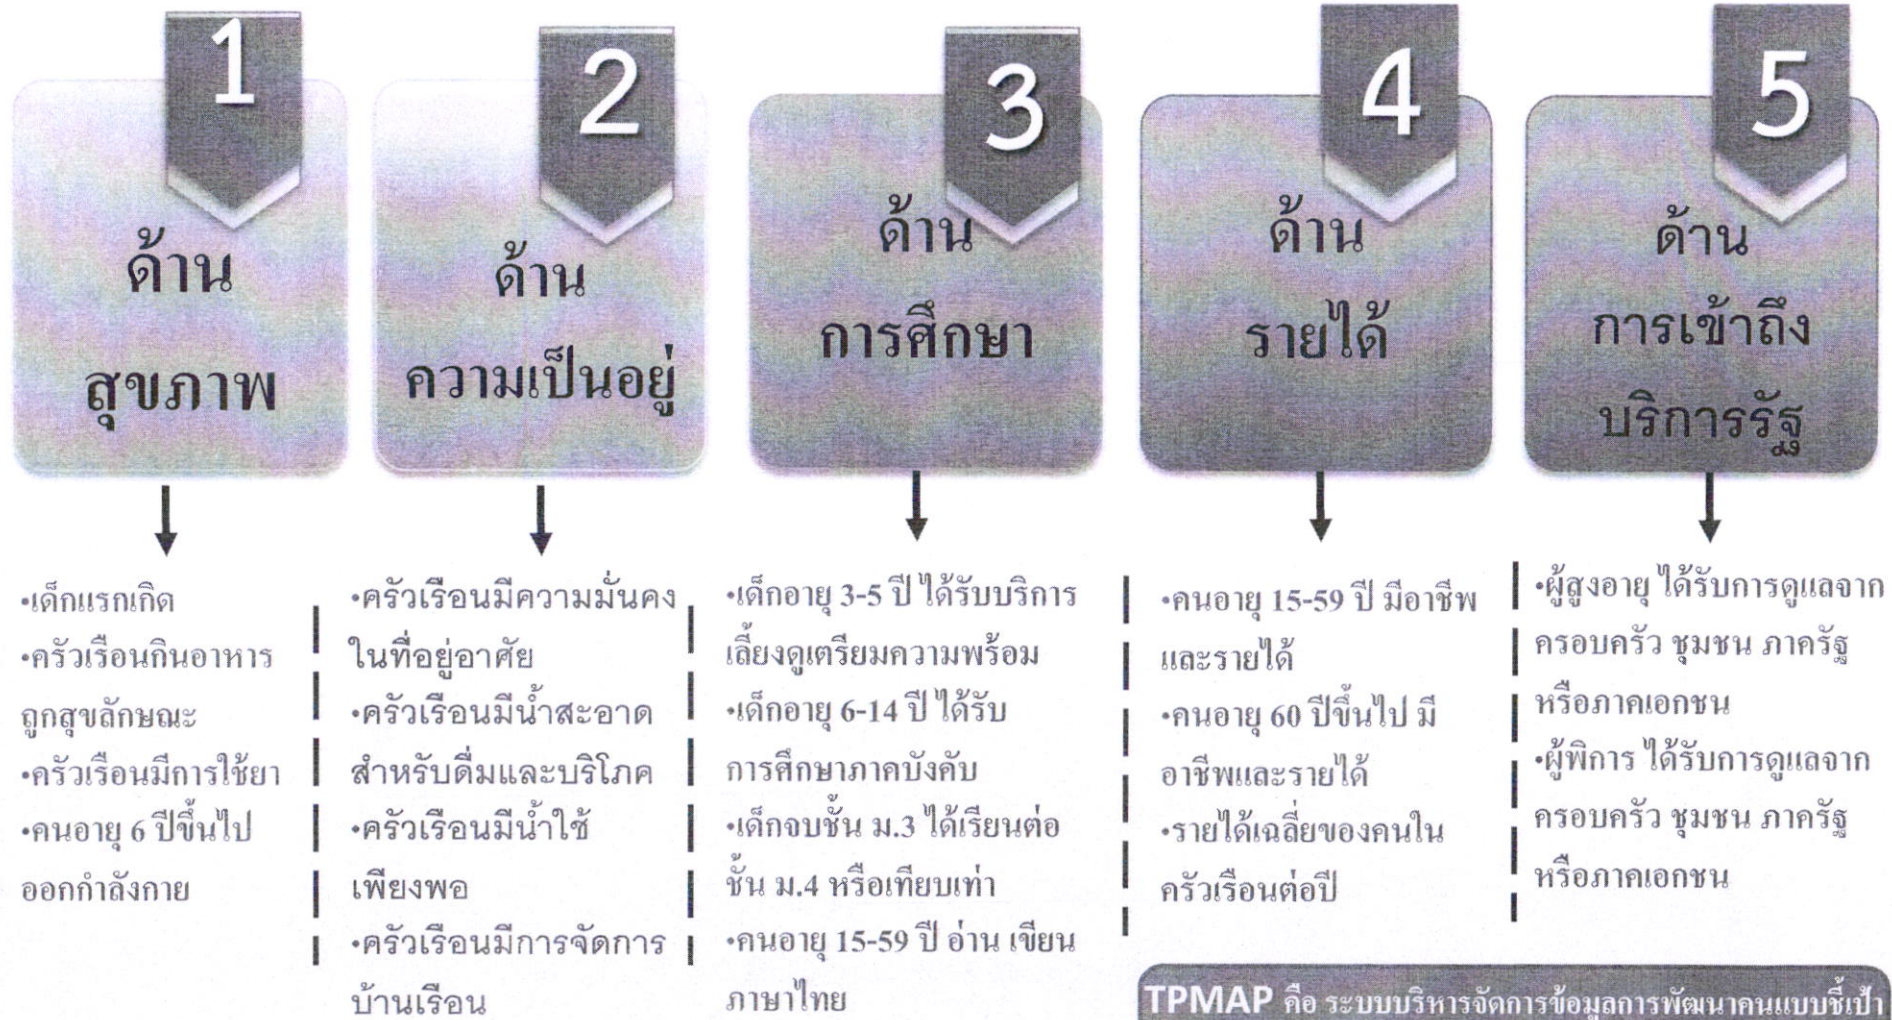 1
ด้าน
สุขภาพ
•เด็กแรกเกิด
•ครัวเรือนกินอาหาร
ถูกสุขลักษณะ
•ครัวเรือนมีการใช้ยา
•คนอายุ 6 ปีขึ้นไป
ออกกำลังกาย
2
ด้าน
ความเป็นอยู่
•ครัวเรือนมีความมั่นคง
ในที่อยู่อาศัย
•ครัวเรือนมีน้ำสะอาด
สำหรับดื่มและบริโภค
•ครัวเรือนมีน้ำใช้
เพียงพอ
•ครัวเรือนมีการจัดการ
บ้านเรือน
3
ด้าน
การศึกษา
•เด็กอายุ 3-5 ปี ได้รับบริการ
เลี้ยงดูเตรียมความพร้อม
•เด็กอายุ 6-14 ปี ได้รับ
การศึกษาภาคบังคับ
•เด็กจบชั้น ม.3 ได้เรียนต่อ
ชั้น ม.4 หรือเทียบเท่า
•คนอายุ 15-59 ปี อ่าน เขียน
ภาษาไทย
4
ด้าน
รายได้
•คนอายุ 15-59 ปี มีอาชีพ
และรายได้
•คนอายุ 60 ปีขึ้นไป มี
อาชีพและรายได้
•รายได้เฉลี่ยของคนใน
ครัวเรือนต่อปี
5
ด้าน
การเข้าถึง
บริการรัฐ
•ผู้สูงอายุ ได้รับการดูแลจาก
ครอบครัว ชุมชน ภาครัฐ
หรือภาคเอกชน
•ผู้พิการ ได้รับการดูแลจาก
ครอบครัว ชุมชน ภาครัฐ
หรือภาคเอกชน
TPMAP คือ ระบบบริหารจัดการข้อมูลการพัฒนาคนแบบชี้เป้า